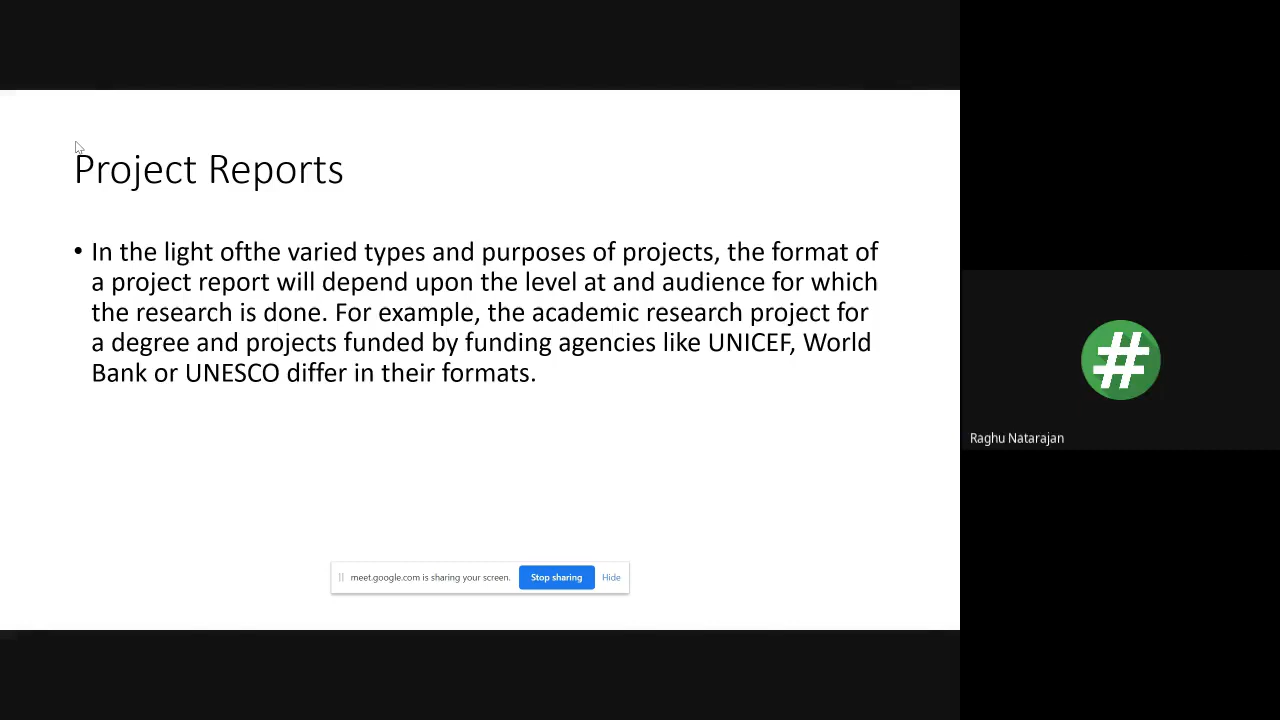 Project Reports
• In the light ofthe varied types and purposes of projects, the format of
a project report will depend upon the level at and audience for which
the research is done. For example, the academic research project for
a degree and projects funded by funding agencies like UNICEF, World
Bank or UNESCO differ in their formats.
meet.google.com is sharing your screen. Stop sharing Hide
#
Raghu Natarajan